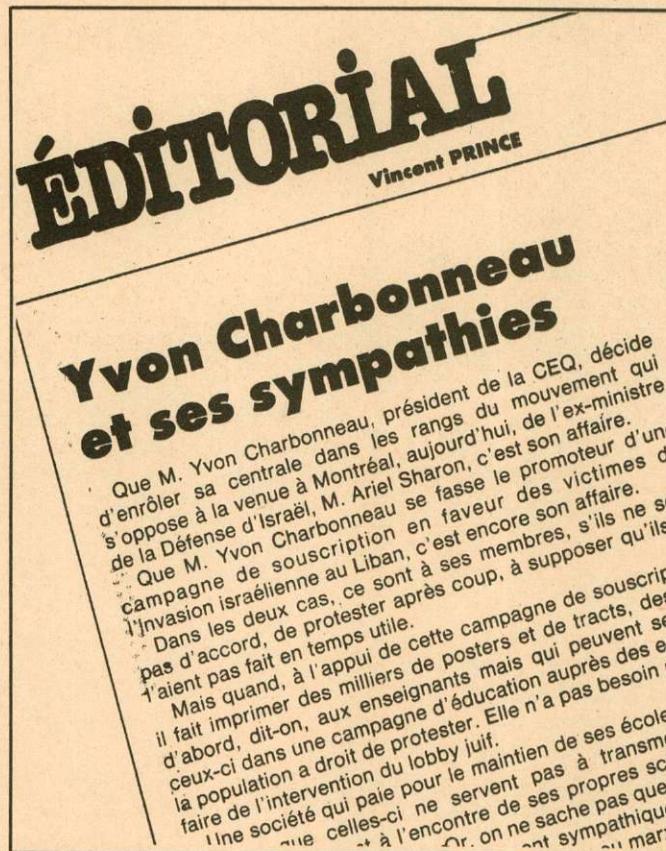 ÉDITORIAL
Vincent PRINCE
Yvon Charbonneau
et ses sympathies
Que M. Yvon Charbonneau, président de la CEQ, décide
d'enrôler sa centrale dans les rangs du mouvement qui
s'oppose à la venue à Montréal, aujourd'hui, de l'ex-ministre
de la Défense d'Israël, M. Ariel Sharon, c'est son affaire.
Que M. Yvon Charbonneau se fasse le promoteur d'une
campagne de souscription en faveur des victimes d
l'Invasion israélienne au Liban, c'est encore son affaire.
Dans les deux cas, ce sont à ses membres, s'ils ne so
pas d'accord, de protester après coup, à supposer qu'ils
l'aient pas fait en temps utile.
Mais quand, à l'appui de cette campagne de souscrip
il fait imprimer des milliers de posters et de tracts, des
d'abord, dit-on, aux enseignants mais qui peuvent se
ceux-ci dans une campagne d'éducation auprès des e
la population a droit de protester. Elle n'a pas besoin
faire de l'intervention du lobby juif.
Une société qui paie pour le maintien de ses école
que celles-ci ne servent pas à transme
à l'encontre de ses propres sc
Or, on ne sache pas que
sympathique